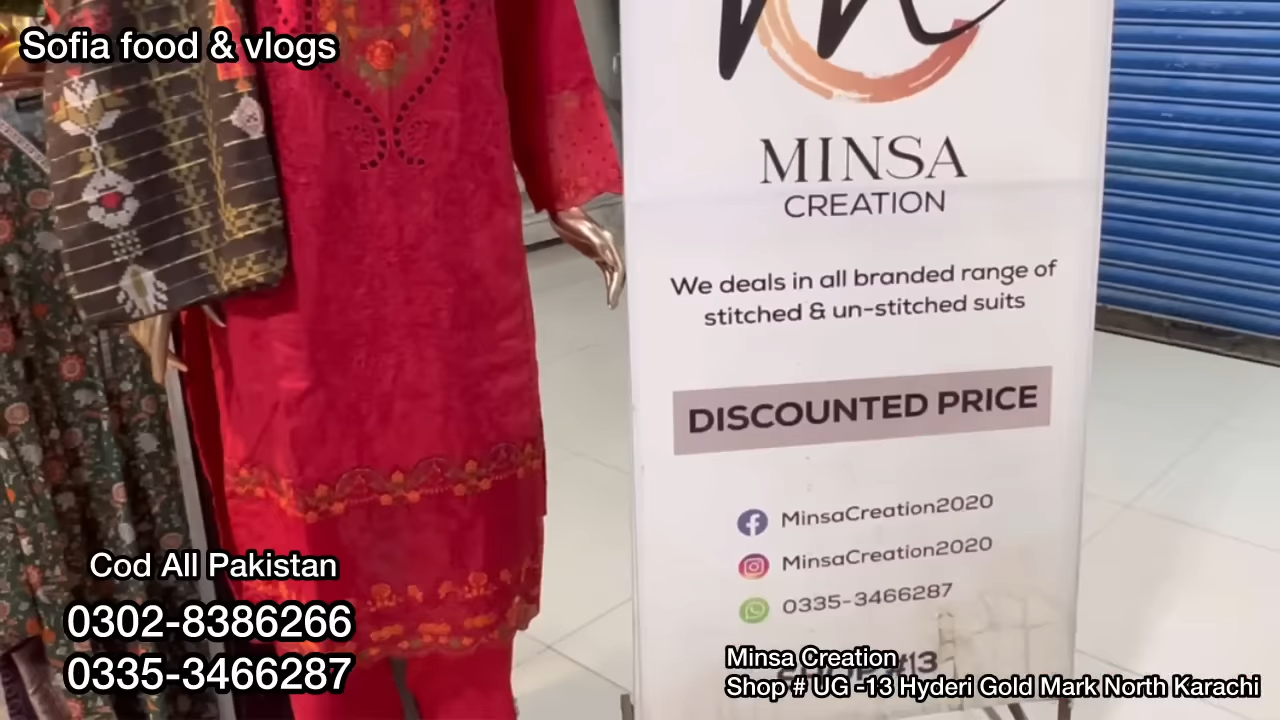 Sofia food & vlogs
MINSA
CREATION
We deals in all branded range of
stitched & un-stitched suits
DISCOUNTED PRICE
MinsaCreation2020
MinsaCreation2020
0335-3466287
#13
Cod All Pakistan
0302-8386266
0335-3466287
Minsa Creation
Shop # UG -13 Hyderi Gold Mark North Karachi